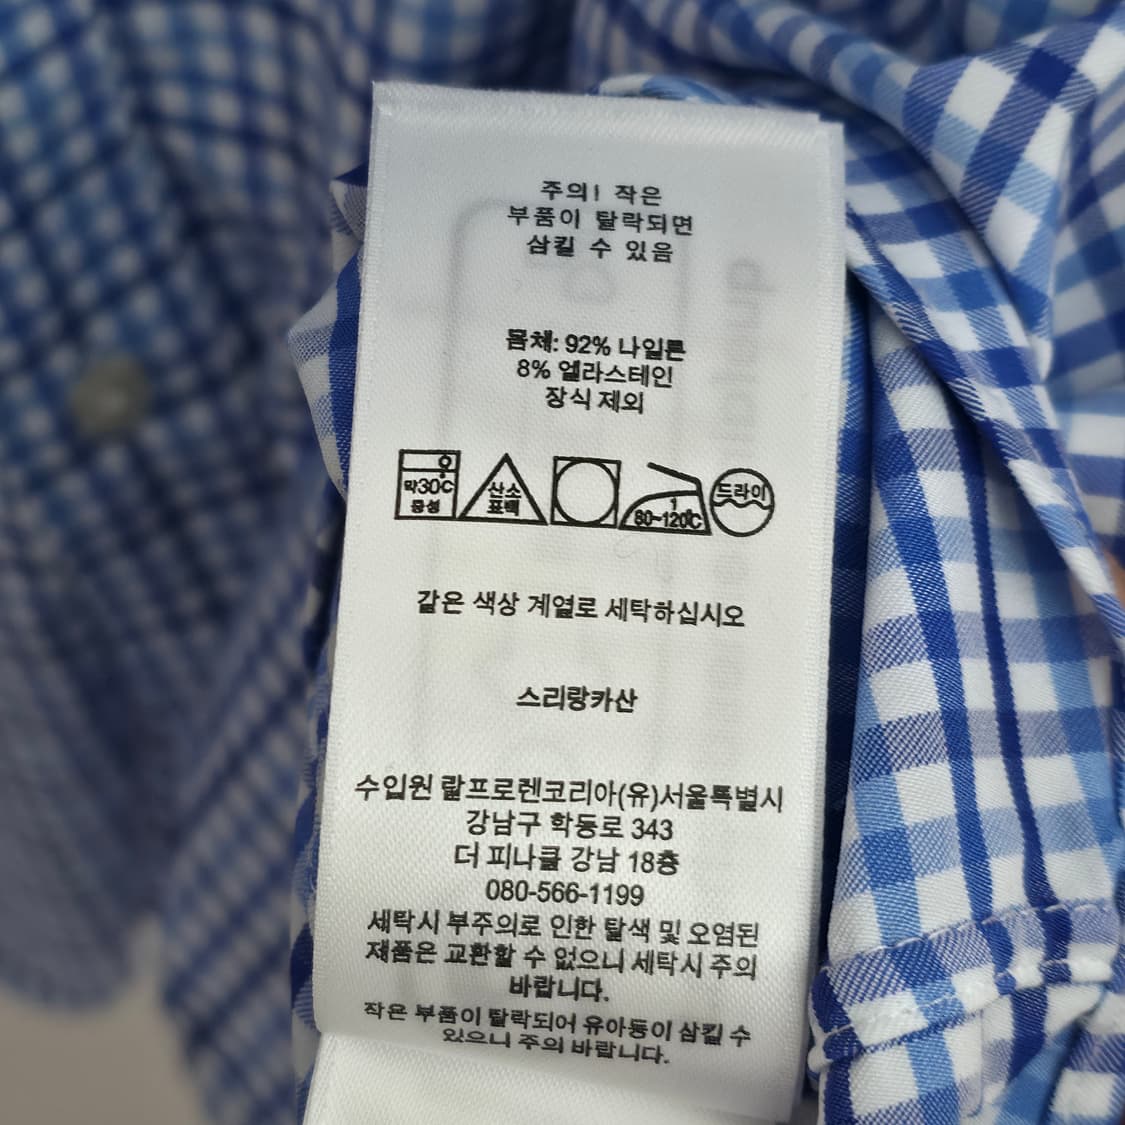 주의! 작은
부품이 탈락되면
삼킬 수 있음
몸체: 92% 나일론
8% 엘라스테인
장식 제외
약30℃
중성
산소
표백
80~120℃
드라이
같은 색상 계열로 세탁하십시오
스리랑카산
수입원 랄프로렌코리아(유)서울특별시
강남구 학동로 343
더 피나클 강남 18층
080-566-1199
세탁시 부주의로 인한 탈색 및 오염된
제품은 교환할 수 없으니 세탁시 주의
바랍니다.
작은 부품이 탈락되어 유아등이 삼킬 수
있으니 주의 바랍니다.